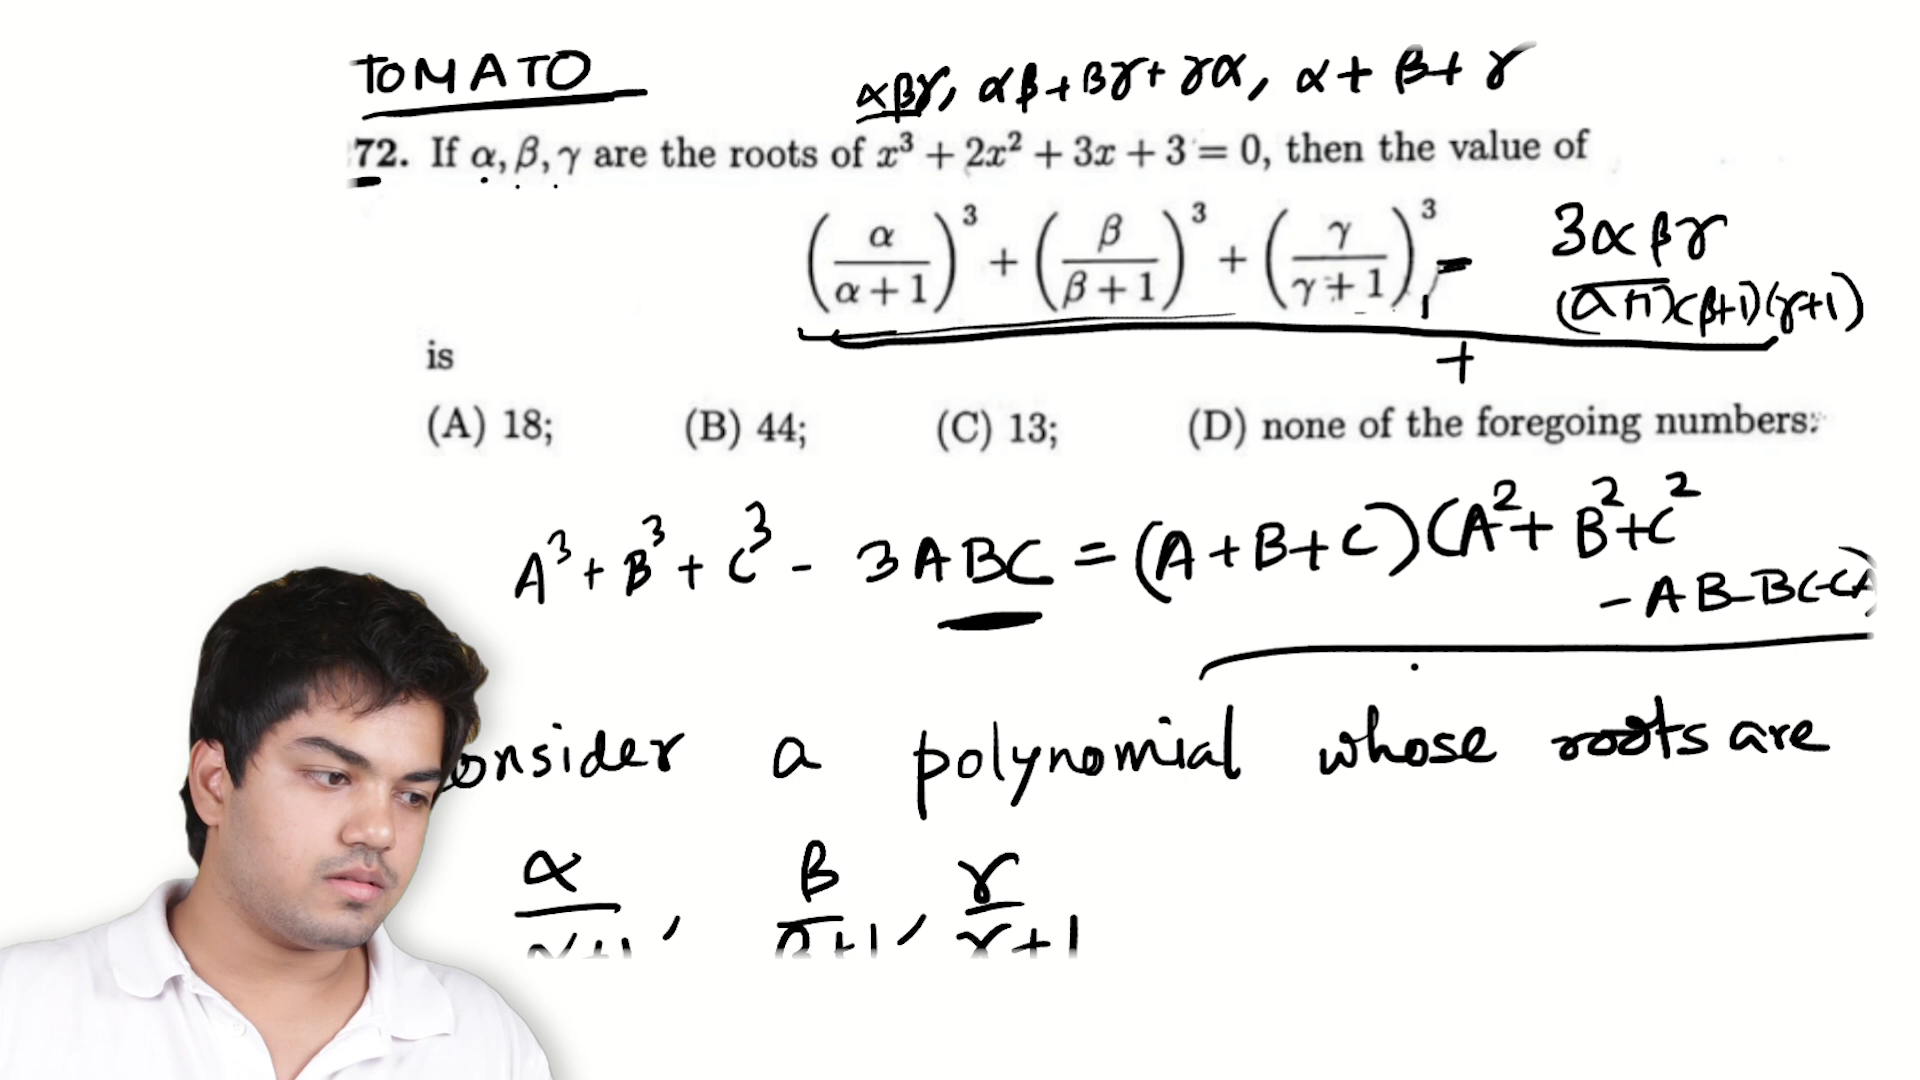 TOMATO
αβγ, αβ+βγ+γα, α+β+γ
72. If α, β, γ are the roots of x³ + 2x² + 3x + 3 = 0, then the value of
(α/(α+1))³ + (β/(β+1))³ + (γ/(γ+1))³, - 3αβγ/((α+1)(β+1)(γ+1))
+
is
(A) 18; (B) 44; (C) 13; (D) none of the foregoing numbers.
A³ + B³ + C³ - 3ABC = (A+B+C)(A²+B²+C²
-AB-BC-CA)
onsider a polynomial whose roots are
α/(α+1), β/(β+1), γ/(γ+1)